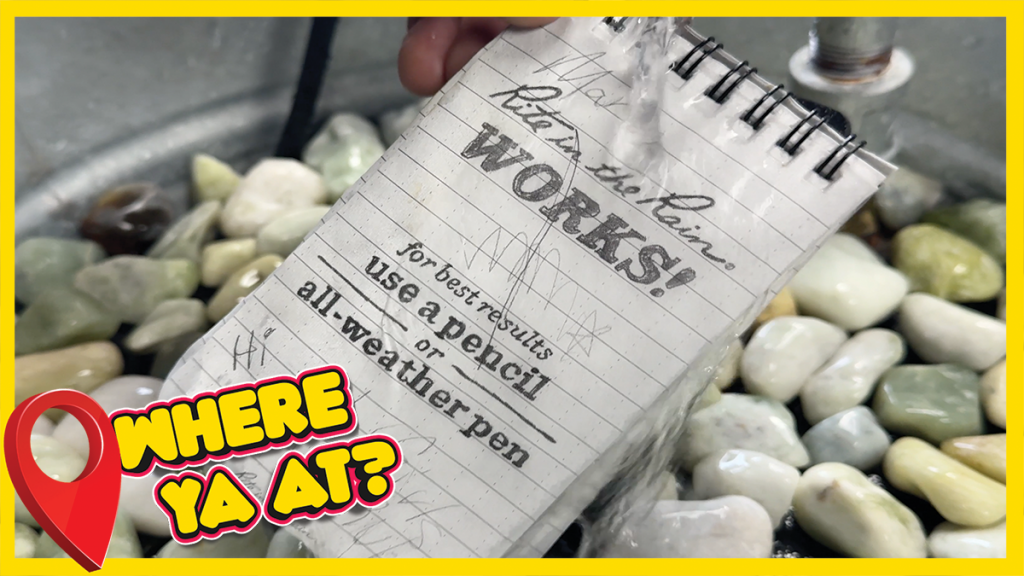 Rite in the Rain.
WORKS!
for best results
use a pencil
or
all-weather pen
Hi
WHERE
YA AT?